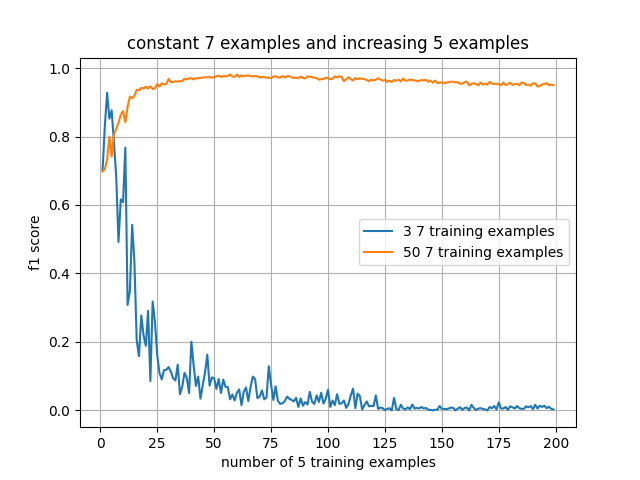 constant 7 examples and increasing 5 examples
1.0
0.8
0.6
0.4
0.2
0.0
f1 score
3 7 training examples
50 7 training examples
0 25 50 75 100 125 150 175 200
number of 5 training examples